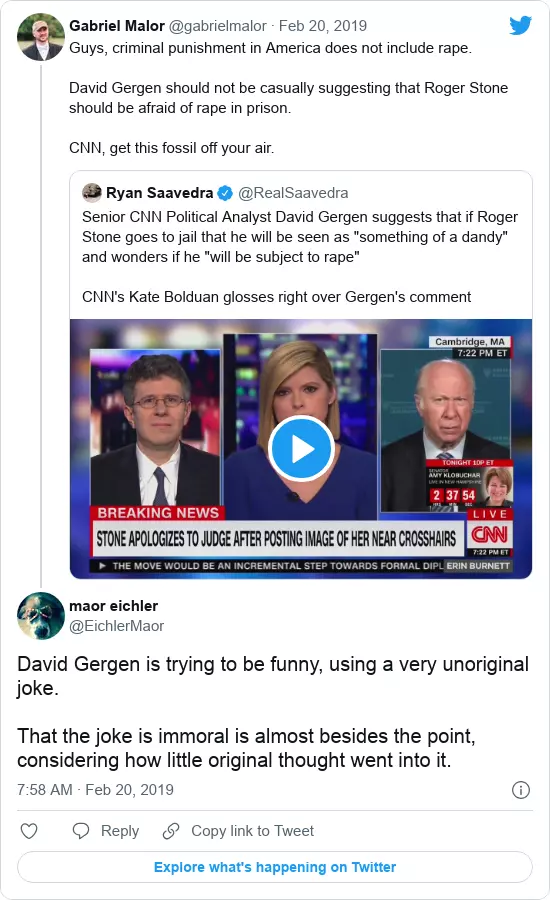 Gabriel Malor @gabrielmalor · Feb 20, 2019
Guys, criminal punishment in America does not include rape.
David Gergen should not be casually suggesting that Roger Stone
should be afraid of rape in prison.
CNN, get this fossil off your air.
Ryan Saavedra @RealSaavedra
Senior CNN Political Analyst David Gergen suggests that if Roger
Stone goes to jail that he will be seen as "something of a dandy"
and wonders if he "will be subject to rape"
CNN's Kate Bolduan glosses right over Gergen's comment
Cambridge, MA
7:22 PM ET
TONIGHT 10P ET
SENATOR
AMY KLOBUCHAR
LIVE IN NEW HAMPSHIRE
2 37 54
HRS MIN SEC
BREAKING NEWS
LIVE
STONE APOLOGIZES TO JUDGE AFTER POSTING IMAGE OF HER NEAR CROSSHAIRS
CNN
7:22 PM ET
THE MOVE WOULD BE AN INCREMENTAL STEP TOWARDS FORMAL DIPL
ERIN BURNETT
maor eichler
@EichlerMaor
David Gergen is trying to be funny, using a very unoriginal
joke.
That the joke is immoral is almost besides the point,
considering how little original thought went into it.
7:58 AM · Feb 20, 2019
Reply
Copy link to Tweet
Explore what's happening on Twitter